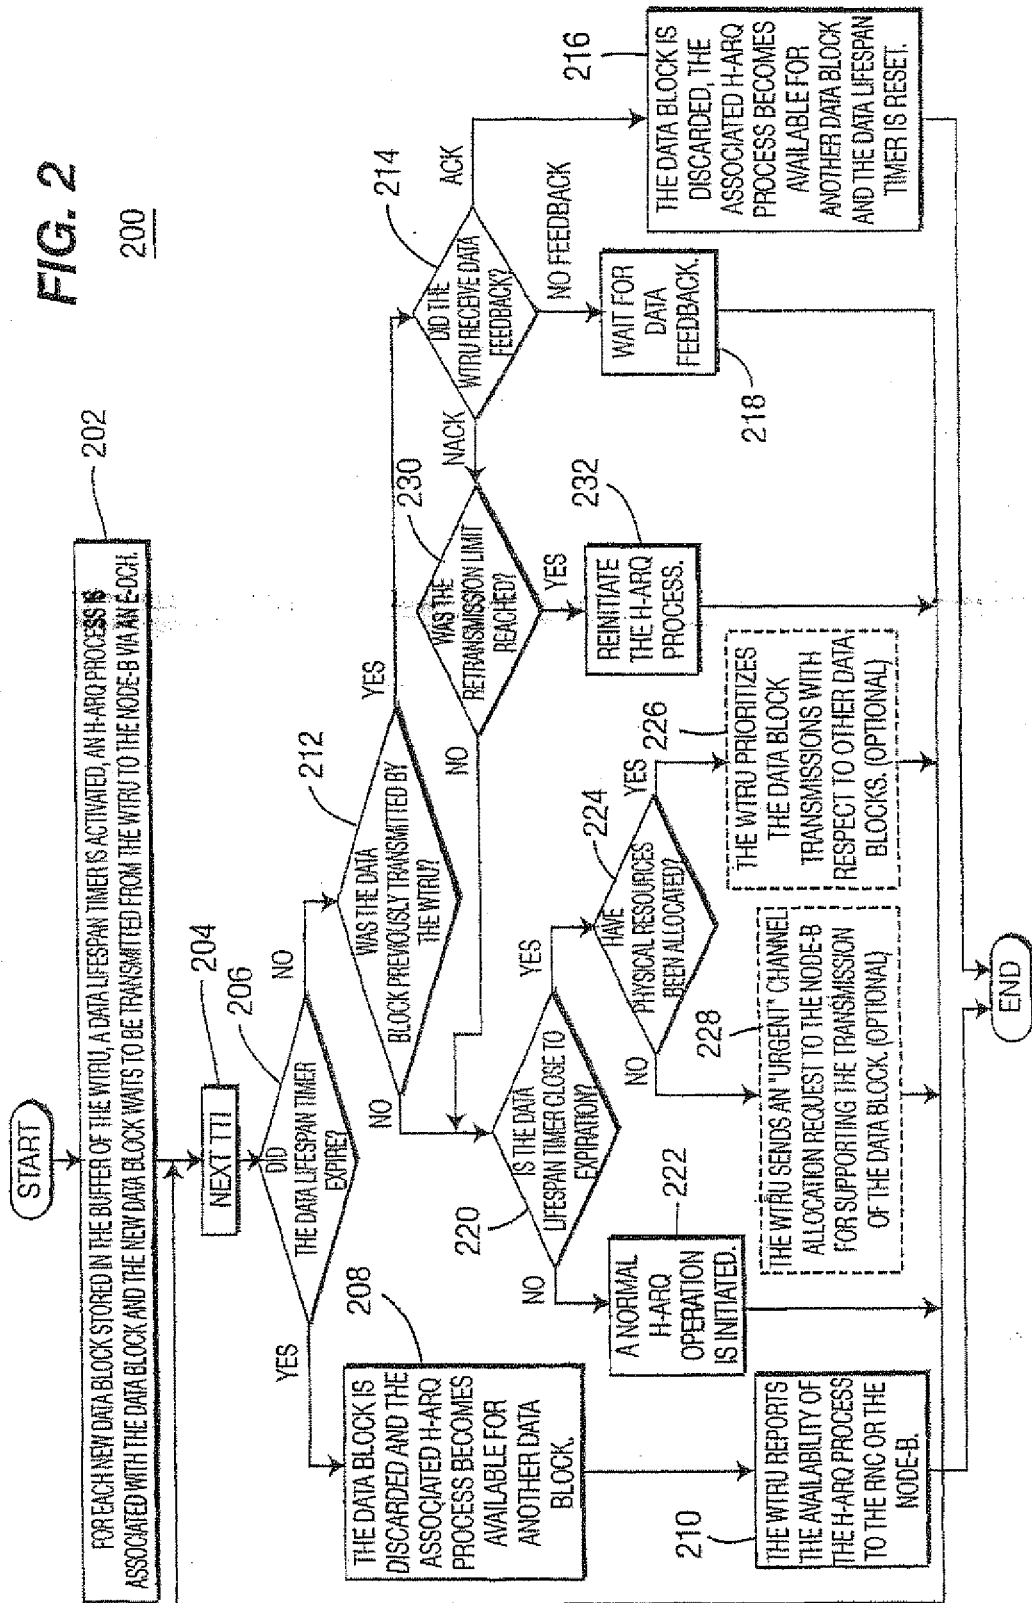 FIG. 2
200
START
202
FOR EACH NEW DATA BLOCK STORED IN THE BUFFER OF THE WTRU, A DATA LIFESPAN TIMER IS ACTIVATED, AN H-ARQ PROCESS IS
ASSOCIATED WITH THE DATA BLOCK AND THE NEW DATA BLOCK WAITS TO BE TRANSMITTED FROM THE WTRU TO THE NODE-B VIA AN E-DCH.
204
NEXT TTI
206
DID
THE DATA LIFESPAN TIMER
EXPIRE?
YES
NO
208
THE DATA BLOCK IS
DISCARDED AND THE
ASSOCIATED H-ARQ
PROCESS BECOMES
AVAILABLE FOR
ANOTHER DATA
BLOCK.
210
THE WTRU REPORTS
THE AVAILABILITY OF
THE H-ARQ PROCESS
TO THE RNC OR THE
NODE-B.
212
WAS THE DATA
BLOCK PREVIOUSLY TRANSMITTED BY
THE WTRU?
NO
YES
214
DID THE
WTRU RECEIVE DATA
FEEDBACK?
NACK
ACK
NO FEEDBACK
216
THE DATA BLOCK IS
DISCARDED, THE
ASSOCIATED H-ARQ
PROCESS BECOMES
AVAILABLE FOR
ANOTHER DATA BLOCK
AND THE DATA LIFESPAN
TIMER IS RESET.
218
WAIT FOR
DATA
FEEDBACK.
230
WAS THE
RETRANSMISSION LIMIT
REACHED?
NO
YES
232
REINITIATE
THE H-ARQ
PROCESS.
220
IS THE DATA
LIFESPAN TIMER CLOSE TO
EXPIRATION?
NO
YES
222
A NORMAL
H-ARQ
OPERATION
IS INITIATED.
224
HAVE
PHYSICAL RESOURCES
BEEN ALLOCATED?
NO
YES
226
THE WTRU PRIORITIZES
THE DATA BLOCK
TRANSMISSIONS WITH
RESPECT TO OTHER DATA
BLOCKS. (OPTIONAL)
228
THE WTRU SENDS AN "URGENT" CHANNEL
ALLOCATION REQUEST TO THE NODE-B
FOR SUPPORTING THE TRANSMISSION
OF THE DATA BLOCK. (OPTIONAL)
END